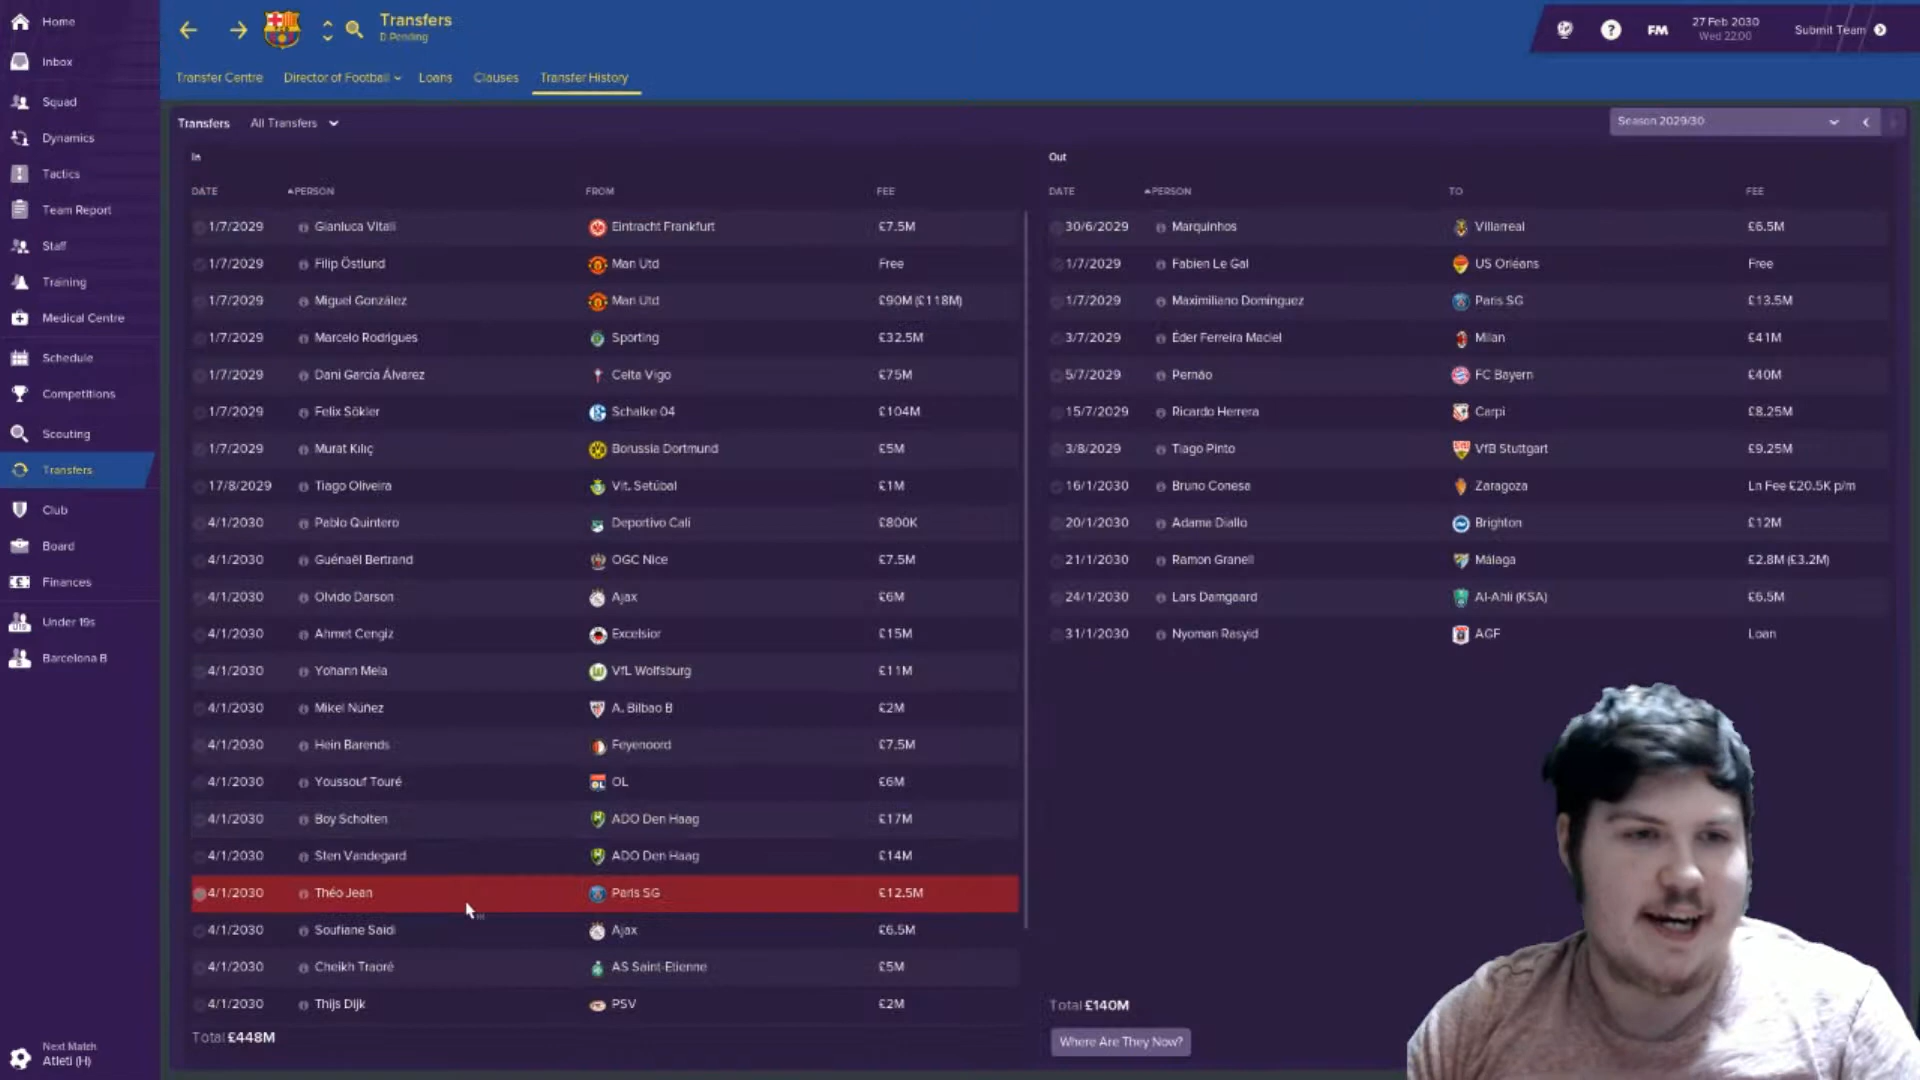 Home
Inbox
Squad
Dynamics
Tactics
Team Report
Staff
Training
Medical Centre
Schedule
Competitions
Scouting
Transfers
Club
Board
Finances
Under 19s
Barcelona B
Next Match
Atleti (H)
Transfers
0 Pending
FM
27 Feb 2030
Wed 22:00
Submit Team
Transfer Centre Director of Football Loans Clauses Transfer History
Transfers All Transfers
Season 2029/30
In
DATE PERSON FROM FEE
1/7/2029 Gianluca Vitali Eintracht Frankfurt £7.5M
1/7/2029 Filip Östlund Man Utd Free
1/7/2029 Miguel González Man Utd £90M (£118M)
1/7/2029 Marcelo Rodrigues Sporting £32.5M
1/7/2029 Dani García Álvarez Celta Vigo £75M
1/7/2029 Felix Sökler Schalke 04 £104M
1/7/2029 Murat Kılıç Borussia Dortmund £5M
17/8/2029 Tiago Oliveira Vit. Setúbal £1M
4/1/2030 Pablo Quintero Deportivo Cali £800K
4/1/2030 Guénaël Bertrand OGC Nice £7.5M
4/1/2030 Olvido Darson Ajax £6M
4/1/2030 Ahmet Cengiz Excelsior £15M
4/1/2030 Yohann Mela VfL Wolfsburg £11M
4/1/2030 Mikel Núñez A. Bilbao B £2M
4/1/2030 Hein Barends Feyenoord £7.5M
4/1/2030 Youssouf Touré OL £6M
4/1/2030 Boy Scholten ADO Den Haag £17M
4/1/2030 Sten Vandegard ADO Den Haag £14M
4/1/2030 Théo Jean Paris SG £12.5M
4/1/2030 Soufiane Saidi Ajax £6.5M
4/1/2030 Cheikh Traoré AS Saint-Etienne £5M
4/1/2030 Thijs Dijk PSV £2M
Total £448M
Out
DATE PERSON TO FEE
30/6/2029 Marquinhos Villarreal £6.5M
1/7/2029 Fabien Le Gal US Orléans Free
1/7/2029 Maximiliano Domínguez Paris SG £13.5M
3/7/2029 Éder Ferreira Maciel Milan £41M
5/7/2029 Pernão FC Bayern £40M
15/7/2029 Ricardo Herrera Carpi £8.25M
3/8/2029 Tiago Pinto VfB Stuttgart £9.25M
16/1/2030 Bruno Conesa Zaragoza Ln Fee £20.5K p/m
20/1/2030 Adama Diallo Brighton £12M
21/1/2030 Ramon Granell Málaga £2.8M (£3.2M)
24/1/2030 Lars Damgaard Al-Ahli (KSA) £6.5M
31/1/2030 Nyoman Rasyid AGF Loan
Total £140M
Where Are They Now?